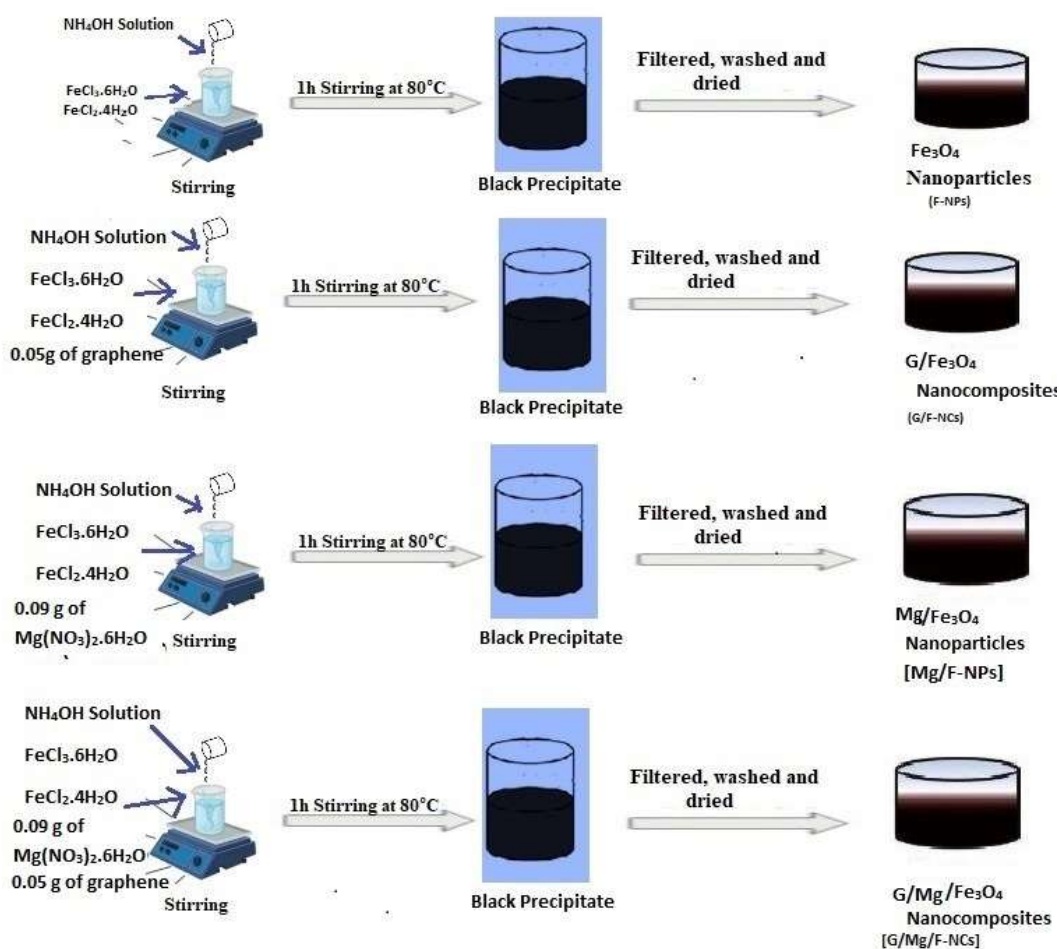 NH₄OH Solution
FeCl₃.6H₂O
FeCl₂.4H₂O
Stirring
1h Stirring at 80°C
Black Precipitate
Filtered, washed and
dried
Fe₃O₄
Nanoparticles
(F-NPs)
NH₄OH Solution
FeCl₃.6H₂O
FeCl₂.4H₂O
0.05g of graphene
Stirring
1h Stirring at 80°C
Black Precipitate
Filtered, washed and
dried
G/Fe₃O₄
Nanocomposites
(G/F-NCs)
NH₄OH Solution
FeCl₃.6H₂O
FeCl₂.4H₂O
0.09 g of
Mg(NO₃)₂.6H₂O
Stirring
1h Stirring at 80°C
Black Precipitate
Filtered, washed and
dried
Mg/Fe₃O₄
Nanoparticles
[Mg/F-NPs]
NH₄OH Solution
FeCl₃.6H₂O
FeCl₂.4H₂O
0.09 g of
Mg(NO₃)₂.6H₂O
0.05 g of graphene
Stirring
1h Stirring at 80°C
Black Precipitate
Filtered, washed and
dried
G/Mg/Fe₃O₄
Nanocomposites
[G/Mg/F-NCs]